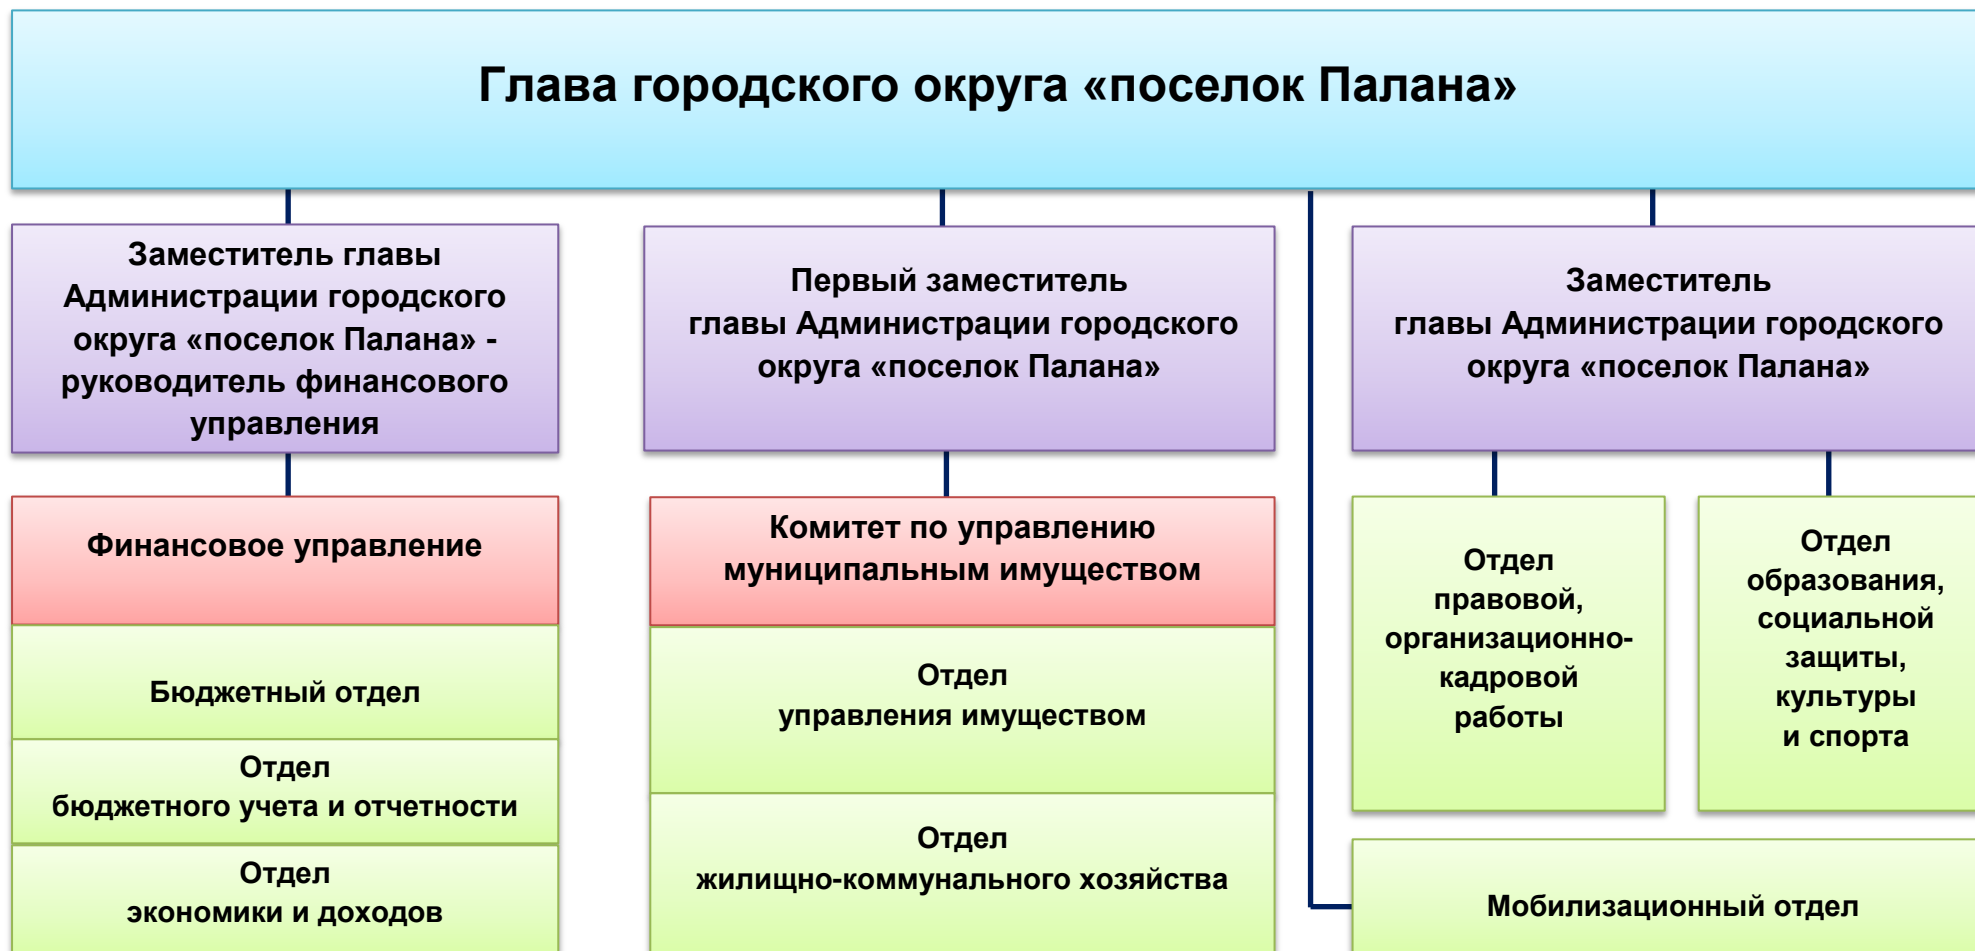 Глава городского округа «поселок Палана»
Заместитель главы
Администрации городского
округа «поселок Палана» -
руководитель финансового
управления
Первый заместитель
главы Администрации городского
округа «поселок Палана»
Заместитель
главы Администрации городского
округа «поселок Палана»
Финансовое управление
Бюджетный отдел
Отдел
бюджетного учета и отчетности
Отдел
экономики и доходов
Комитет по управлению
муниципальным имуществом
Отдел
управления имуществом
Отдел
жилищно-коммунального хозяйства
Отдел
правовой,
организационно-
кадровой
работы
Отдел
образования,
социальной
защиты,
культуры
и спорта
Мобилизационный отдел